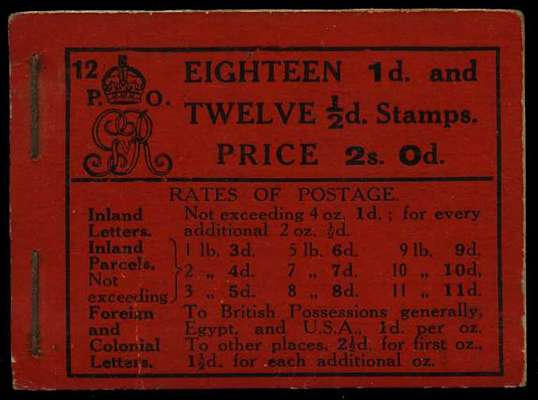 12
P. O.
GR
EIGHTEEN 1d. and
TWELVE ½d. Stamps.
PRICE 2s. 0d.
RATES OF POSTAGE.
Inland Letters. Not exceeding 4 oz. 1d. ; for every additional 2 oz. ½d.
Inland Parcels. Not exceeding
1 lb. 3d. 5 lb. 6d. 9 lb. 9d.
2 „ 4d. 7 „ 7d. 10 „ 10d,
3 „ 5d. 8 „ 8d. 11 „ 11d.
Foreign and Colonial Letters. To British Possessions generally,
Egypt, and U.S.A., 1d. per oz.
To other places, 2½d. for first oz.,
1½d. for each additional oz.